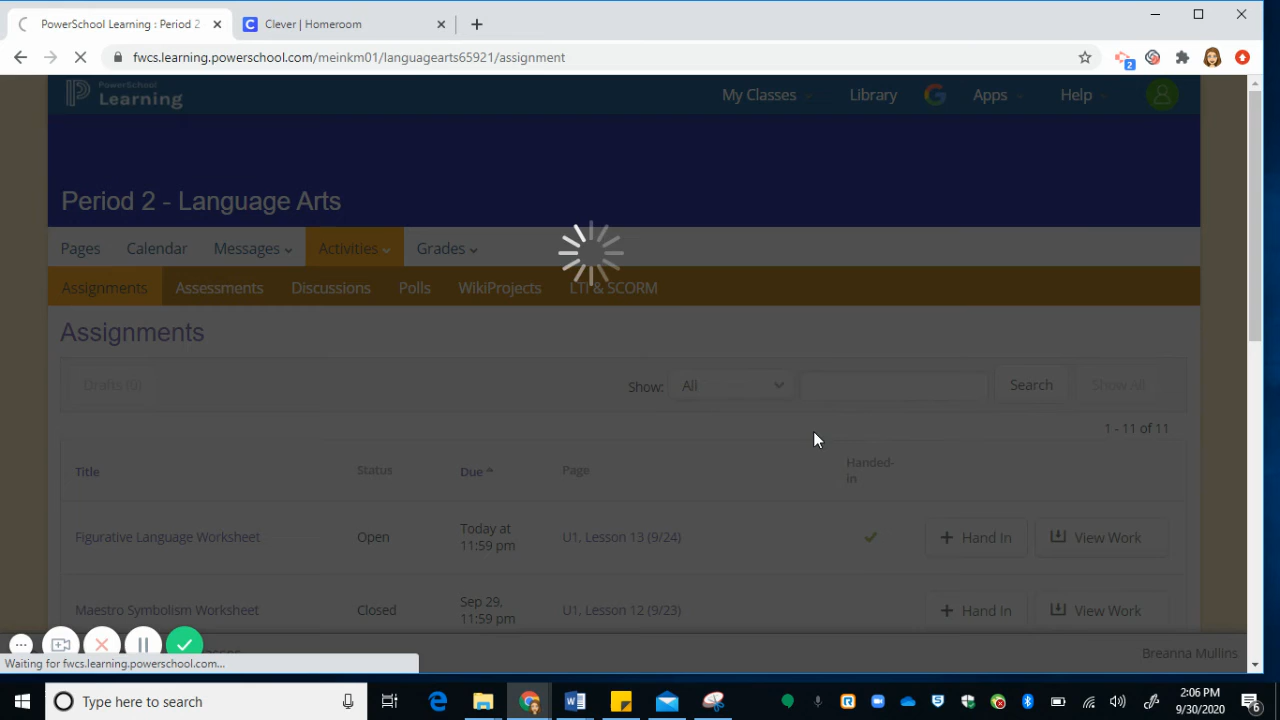 PowerSchool Learning : Period 2
Clever | Homeroom
fwcs.learning.powerschool.com/meinkm01/languagearts65921/assignment
2
PowerSchool
Learning
My Classes
Library
Apps
Help
Period 2 - Language Arts
Pages
Calendar
Messages
Activities
Grades
Assignments
Assessments
Discussions
Polls
WikiProjects
LTI & SCORM
Assignments
Drafts (0)
Show:
All
Search
Show All
1 - 11 of 11
Title
Status
Due
Page
Handed-
In
Figurative Language Worksheet
Open
Today at
11:59 pm
U1, Lesson 13 (9/24)
Hand In
View Work
Maestro Symbolism Worksheet
Closed
Sep 29,
11:59 pm
U1, Lesson 12 (9/23)
Hand In
View Work
Breanna Mullins
Waiting for fwcs.learning.powerschool.com...
Type here to search
2:06 PM
9/30/2020
6